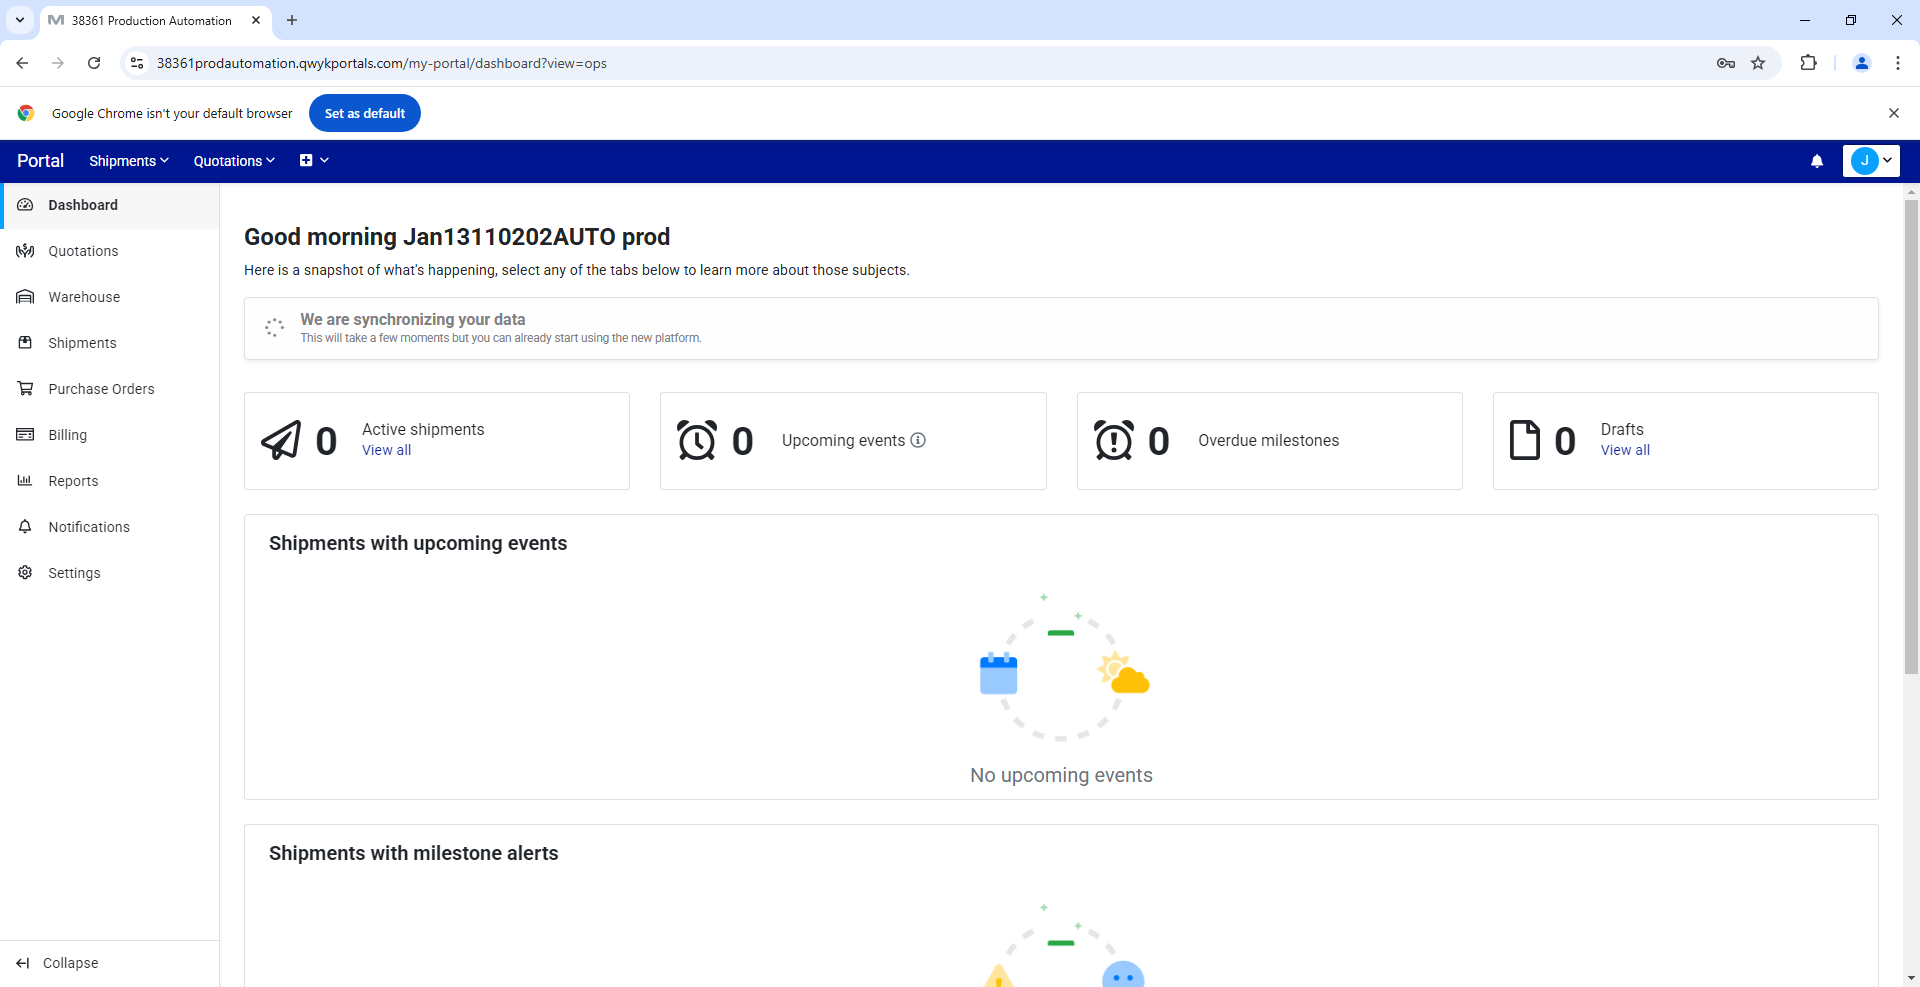 38361 Production Automation
38361prodautomation.qwykportals.com/my-portal/dashboard?view=ops
Google Chrome isn't your default browser
Set as default
Portal
Shipments
Quotations
J
Dashboard
Quotations
Warehouse
Shipments
Purchase Orders
Billing
Reports
Notifications
Settings
Collapse
Good morning Jan13110202AUTO prod
Here is a snapshot of what's happening, select any of the tabs below to learn more about those subjects.
We are synchronizing your data
This will take a few moments but you can already start using the new platform.
0
Active shipments
View all
0
Upcoming events
0
Overdue milestones
0
Drafts
View all
Shipments with upcoming events
No upcoming events
Shipments with milestone alerts